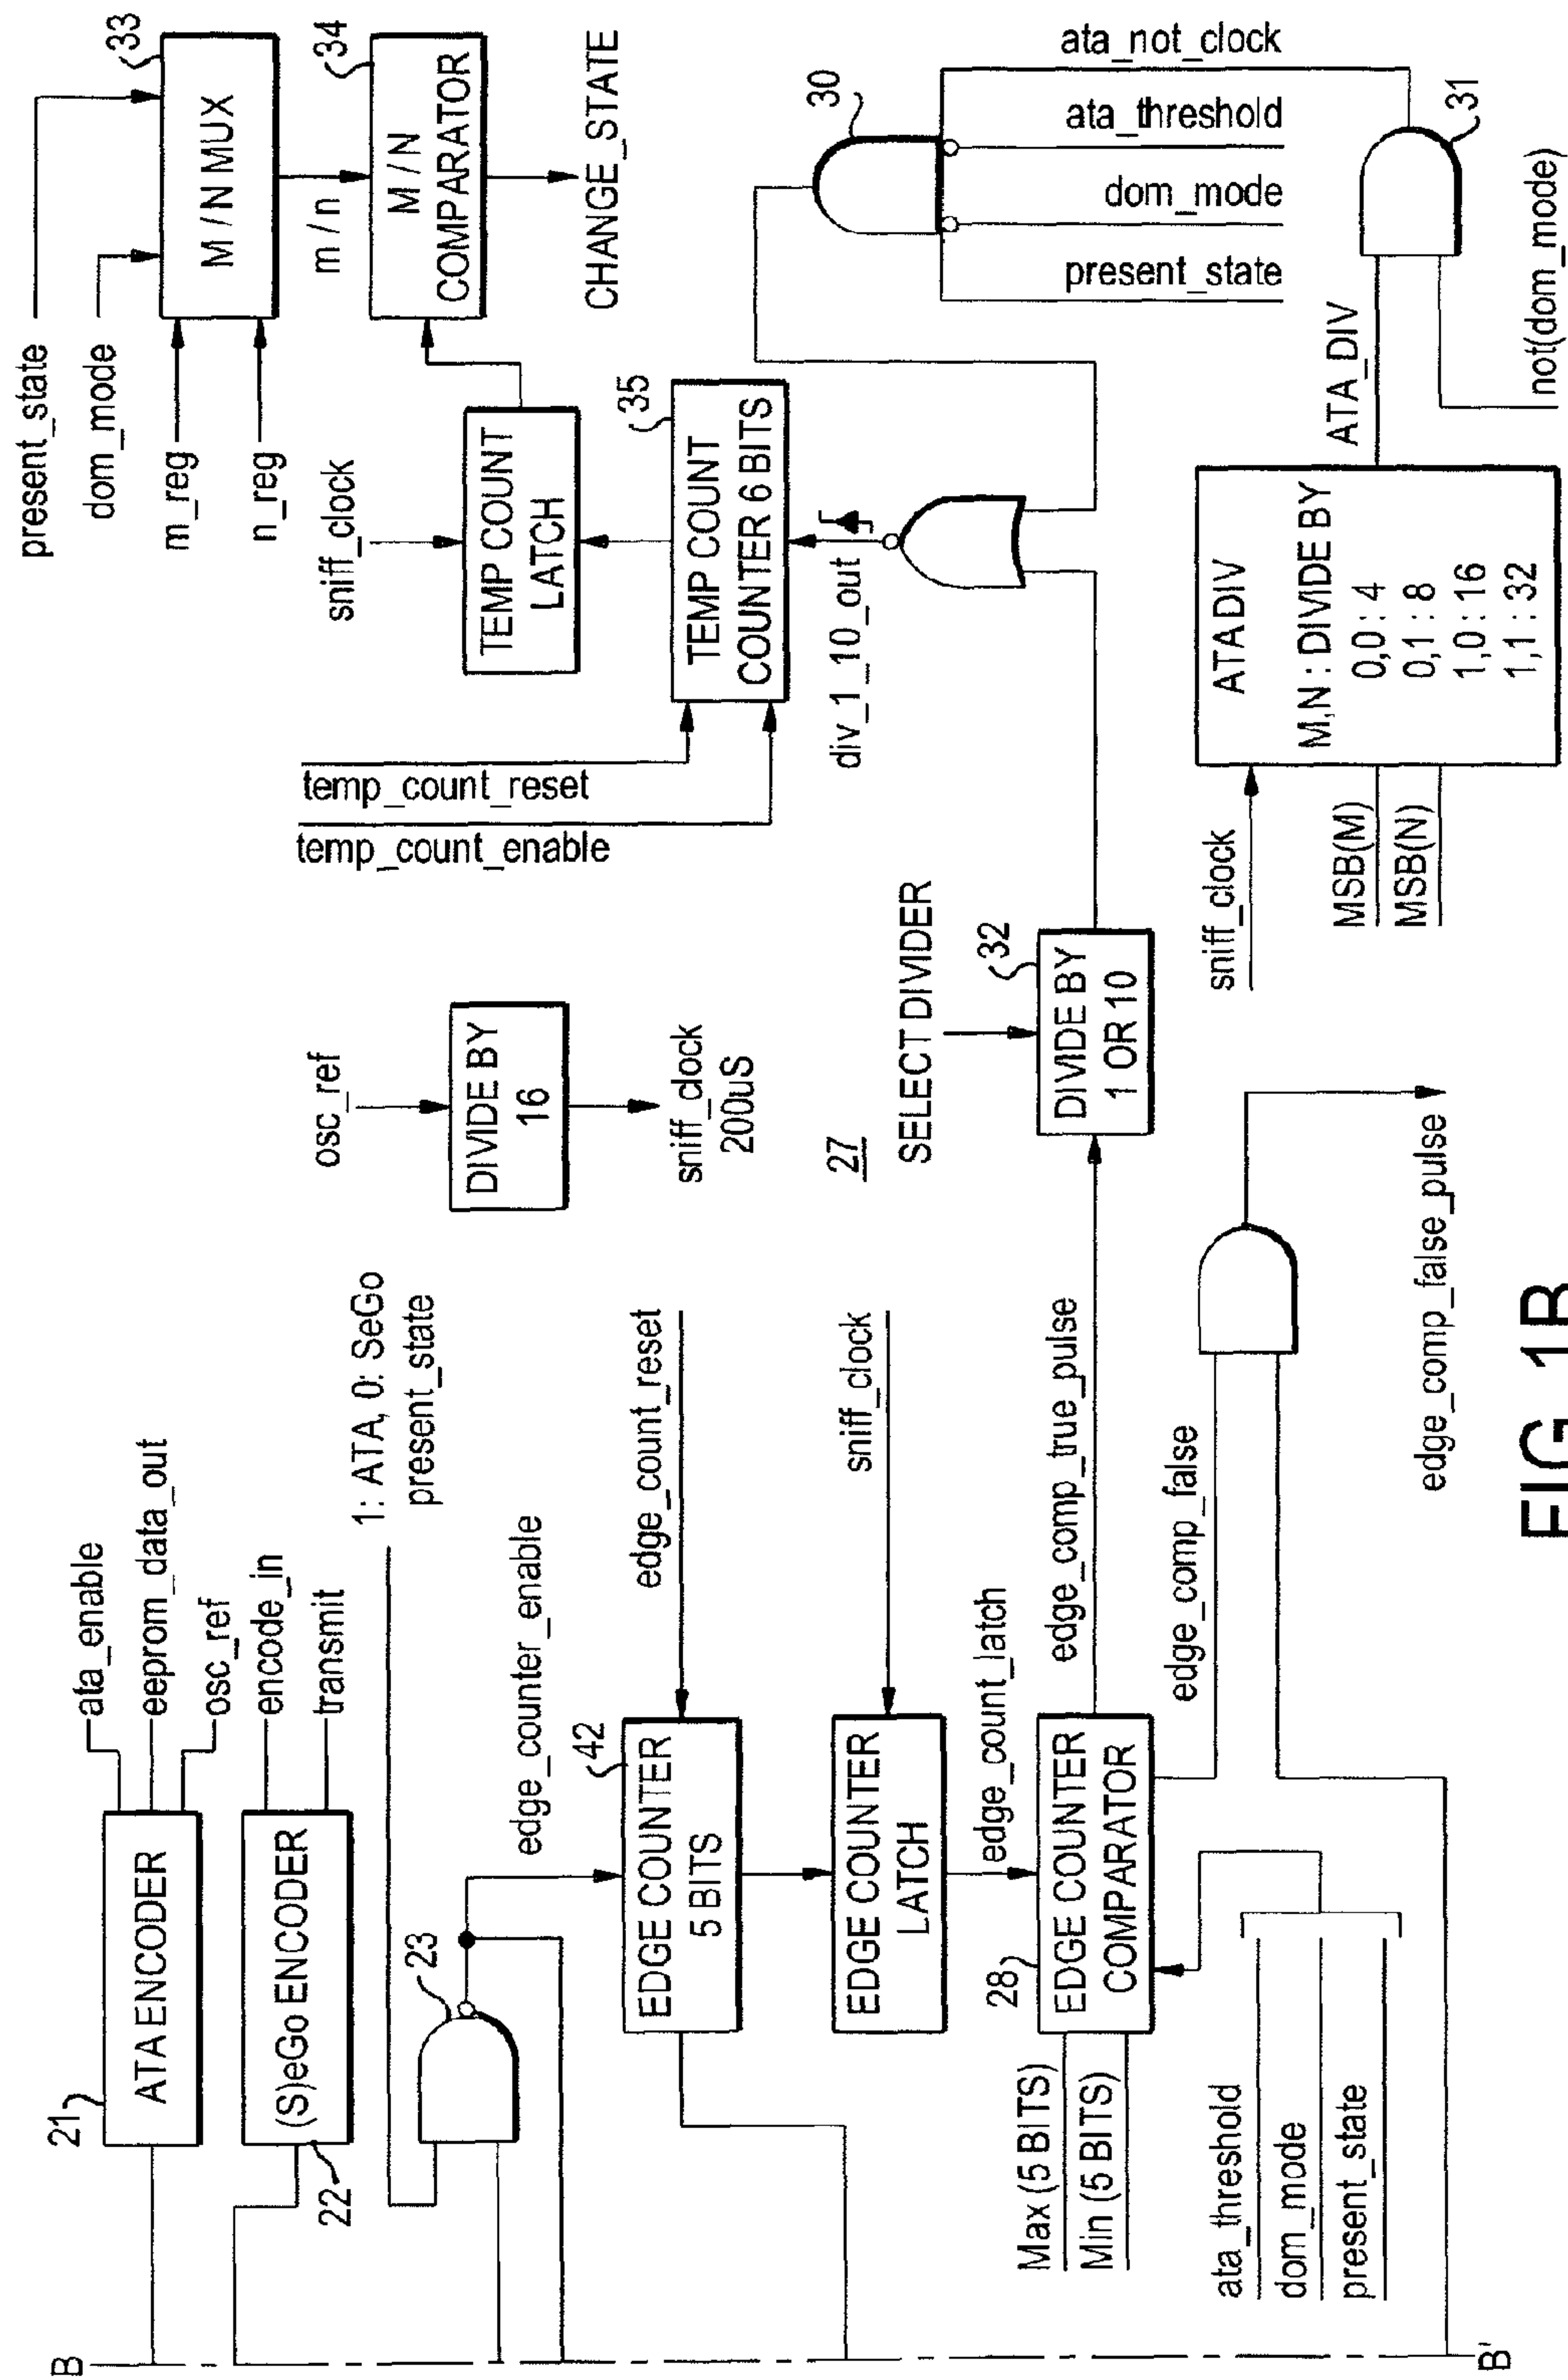 B
21
ATA ENCODER
ata_enable
eeprom_data_out
osc_ref
(S)eGo ENCODER
22
encode_in
transmit
1: ATA, 0: SeGo
present_state
23
edge_counter_enable
42
EDGE COUNTER
5 BITS
edge_count_reset
EDGE COUNTER
LATCH
sniff_clock
edge_count_latch
28
EDGE COUNTER
COMPARATOR
Max (5 BITS)
Min (5 BITS)
ata_threshold
dom_mode
present_state
edge_comp_true_pulse
edge_comp_false
edge_comp_false_pulse
B'
osc_ref
DIVIDE BY
16
sniff_clock
200uS
27
SELECT DIVIDER
32
DIVIDE BY
1 OR 10
present_state
dom_mode
m_reg
n_reg
33
M / N MUX
m / n
34
M / N
COMPARATOR
CHANGE_STATE
sniff_clock
TEMP COUNT
LATCH
35
TEMP COUNT
COUNTER 6 BITS
temp_count_reset
temp_count_enable
div_1_10_out
30
ata_not_clock
ata_threshold
dom_mode
present_state
31
ATA_DIV
not(dom_mode)
sniff_clock
MSB(M)
MSB(N)
ATA DIV
M,N : DIVIDE BY
0,0 : 4
0,1 : 8
1,0 : 16
1,1 : 32
FIG. 1B